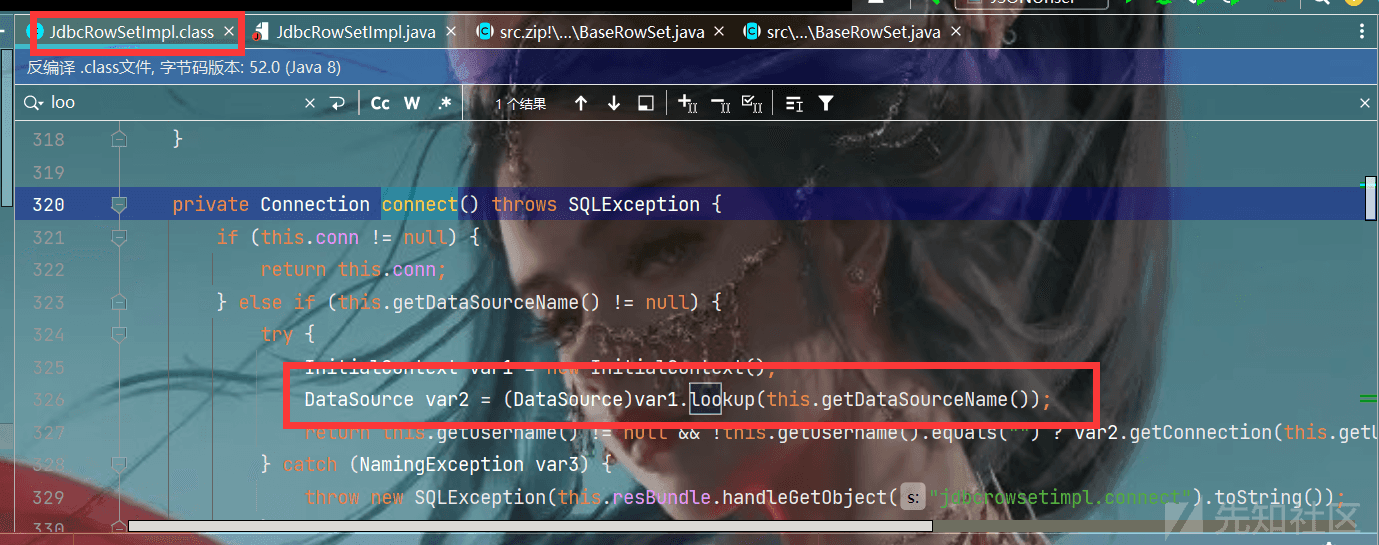 JdbcRowSetImpl.class × JdbcRowSetImpl.java × src.zip!\...\BaseRowSet.java × src\...\BaseRowSet.java ×
反编译 .class文件, 字节码版本: 52.0 (Java 8)
loo × Cc W .* 1 个结果 ×
318 }
319
320 private Connection connect() throws SQLException {
321 if (this.conn != null) {
322 return this.conn;
323 } else if (this.getDataSourceName() != null) {
324 try {
325 InitialContext var1 = new InitialContext();
326 DataSource var2 = (DataSource)var1.lookup(this.getDataSourceName());
327 return this.getUsername() != null && !this.getUsername().equals("") ? var2.getConnection(this.getU
328 } catch (NamingException var3) {
329 throw new SQLException(this.resBundle.handleGetObject( s: "jdbcrowsetimpl.connect").toString());
330
先知社区